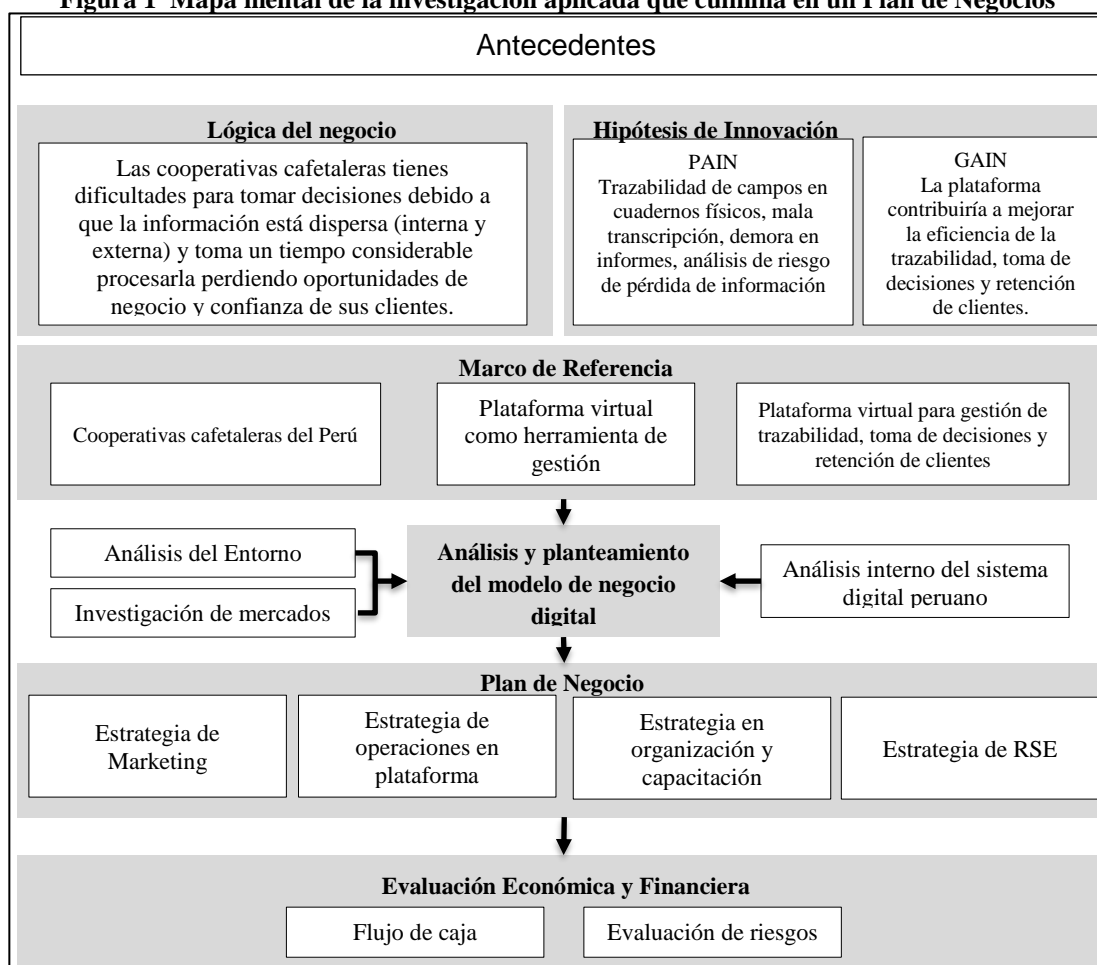 Figura 1 Mapa mental de la investigación aplicada que culmina en un Plan de Negocios
Antecedentes
Lógica del negocio
Las cooperativas cafetaleras tienes
dificultades para tomar decisiones debido a
que la información está dispersa (interna y
externa) y toma un tiempo considerable
procesarla perdiendo oportunidades de
negocio y confianza de sus clientes.
Hipótesis de Innovación
PAIN
Trazabilidad de campos en
cuadernos físicos, mala
transcripción, demora en
informes, análisis de riesgo
de pérdida de información
GAIN
La plataforma
contribuiría a mejorar
la eficiencia de la
trazabilidad, toma de
decisiones y retención
de clientes.
Marco de Referencia
Cooperativas cafetaleras del Perú
Plataforma virtual
como herramienta de
gestión
Plataforma virtual para gestión de
trazabilidad, toma de decisiones y
retención de clientes
Análisis del Entorno
Investigación de mercados
Análisis y planteamiento
del modelo de negocio
digital
Análisis interno del sistema
digital peruano
Plan de Negocio
Estrategia de
Marketing
Estrategia de
operaciones en
plataforma
Estrategia en
organización y
capacitación
Estrategia de RSE
Evaluación Económica y Financiera
Flujo de caja
Evaluación de riesgos